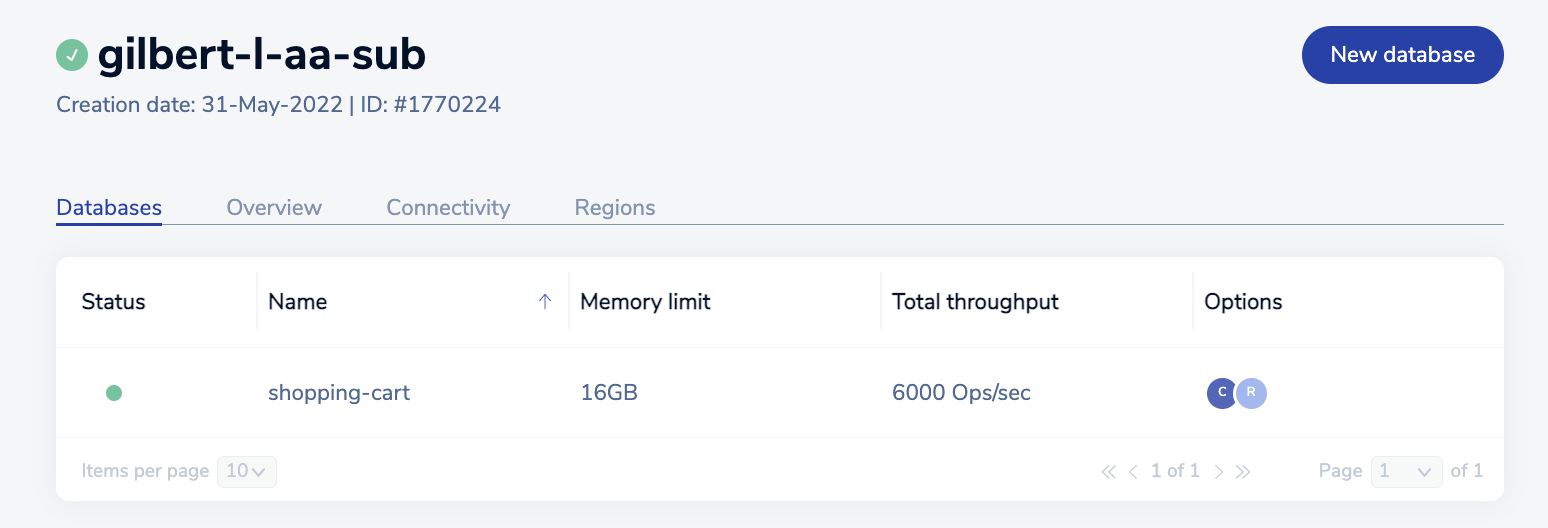 gilbert-l-aa-sub
New database
Creation date: 31-May-2022 | ID: #1770224
Databases Overview Connectivity Regions
Status Name Memory limit Total throughput Options
shopping-cart 16GB 6000 Ops/sec C R
Items per page 10 1 of 1 Page 1 of 1